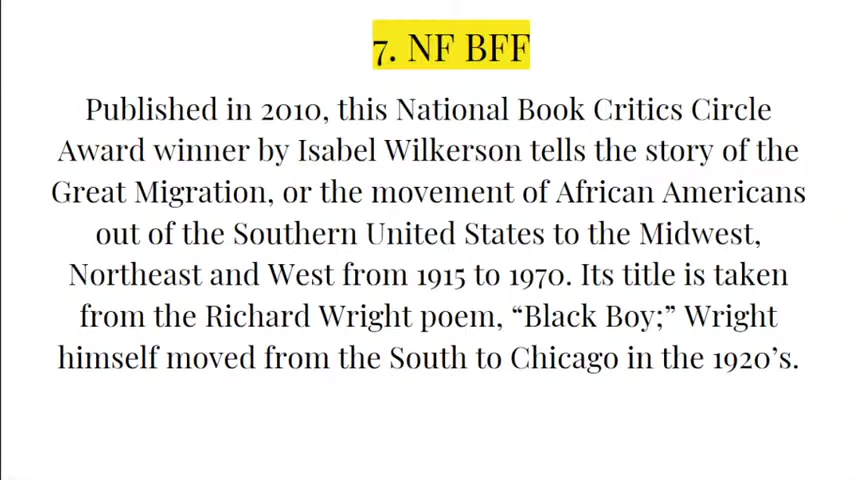 7. NF BFF
Published in 2010, this National Book Critics Circle
Award winner by Isabel Wilkerson tells the story of the
Great Migration, or the movement of African Americans
out of the Southern United States to the Midwest,
Northeast and West from 1915 to 1970. Its title is taken
from the Richard Wright poem, “Black Boy;” Wright
himself moved from the South to Chicago in the 1920’s.